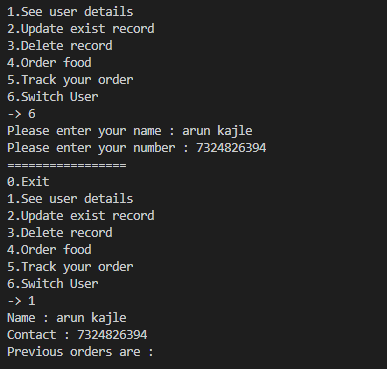 1.See user details
2.Update exist record
3.Delete record
4.Order food
5.Track your order
6.Switch User
-> 6
Please enter your name : arun kajle
Please enter your number : 7324826394
=================
0.Exit
1.See user details
2.Update exist record
3.Delete record
4.Order food
5.Track your order
6.Switch User
-> 1
Name : arun kajle
Contact : 7324826394
Previous orders are :